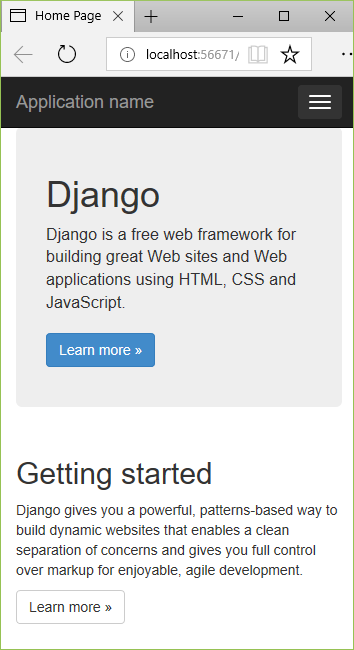 Home Page
localhost:56671/
Application name
Django
Django is a free web framework for
building great Web sites and Web
applications using HTML, CSS and
JavaScript.
Learn more »
Getting started
Django gives you a powerful, patterns-based way to
build dynamic websites that enables a clean
separation of concerns and gives you full control
over markup for enjoyable, agile development.
Learn more »